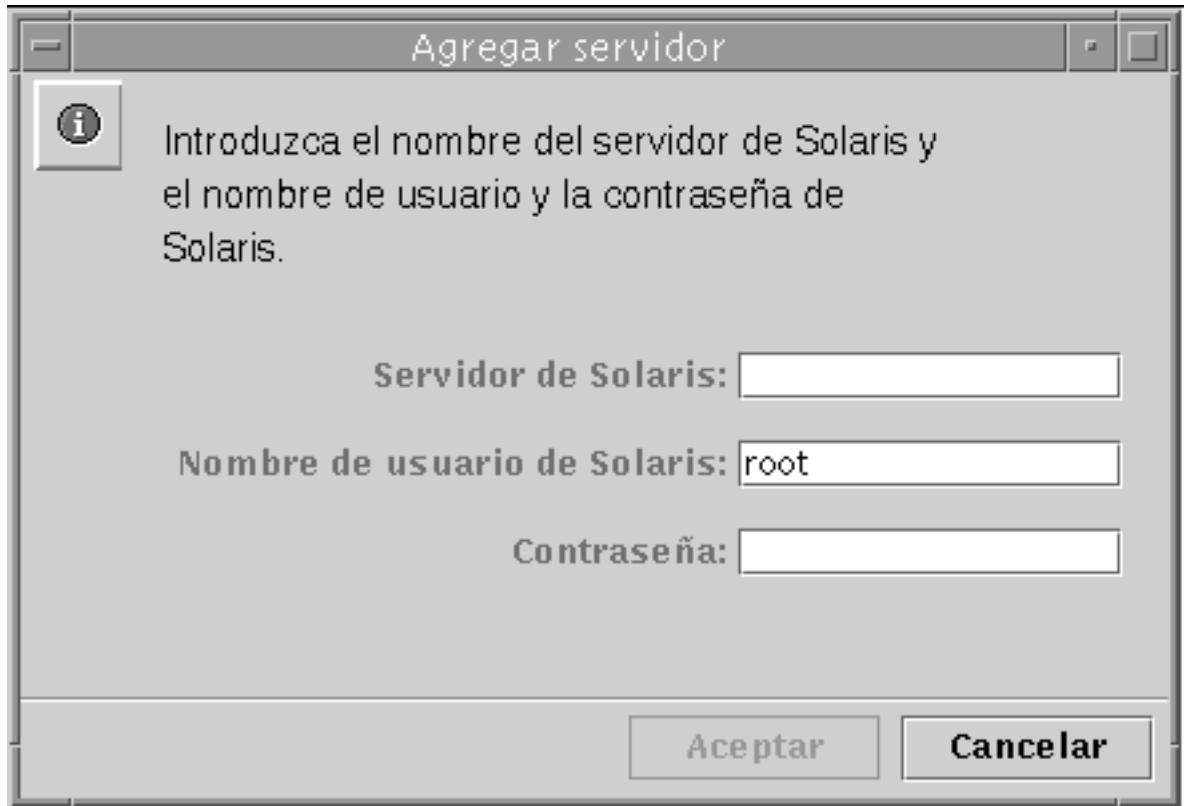 Agregar servidor
Introduzca el nombre del servidor de Solaris y
el nombre de usuario y la contraseña de
Solaris.
Servidor de Solaris:
Nombre de usuario de Solaris: root
Contraseña:
Aceptar Cancelar